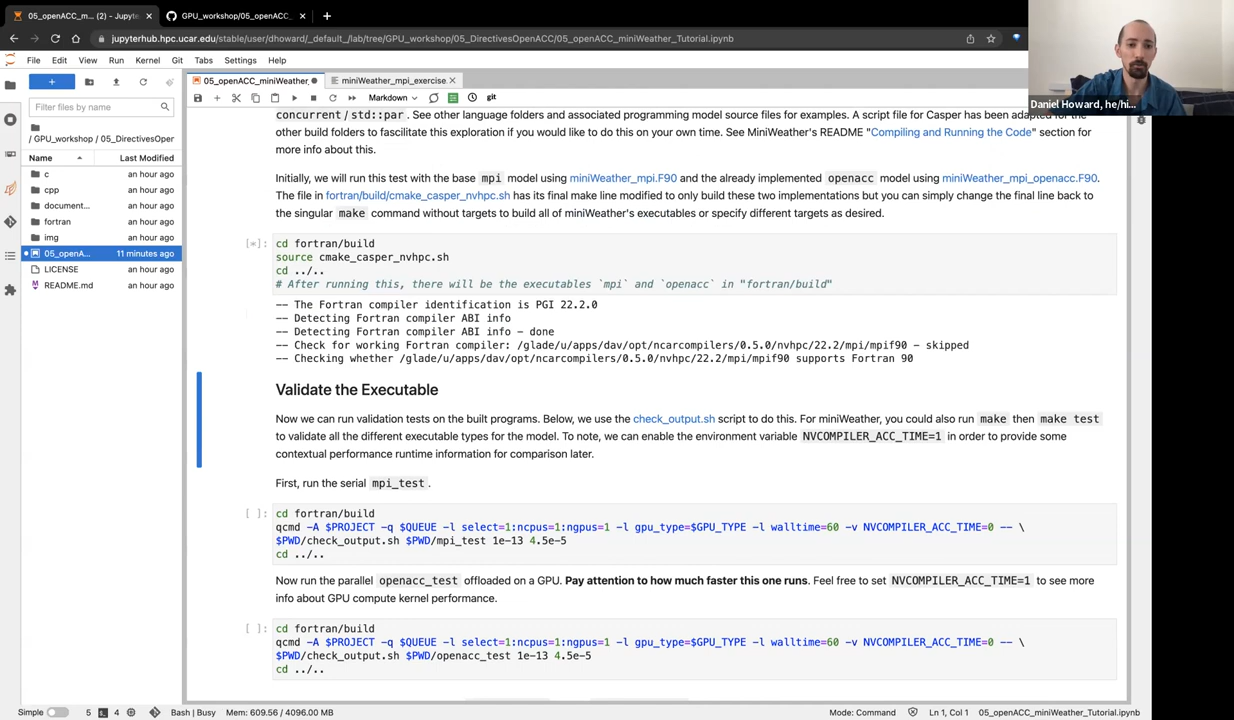 05_openACC_m... (2) - Jupyter
GPU_workshop/05_openACC_
jupyterhub.hpc.ucar.edu/stable/user/dhoward/_default_/lab/tree/GPU_workshop/05_DirectivesOpenACC/05_openACC_miniWeather_Tutorial.ipynb
File Edit View Run Kernel Git Tabs Settings Help
Daniel Howard, he/hi...
05_openACC_miniWeather_
miniWeather_mpi_exercise.
Markdown
git
Filter files by name
/ GPU_workshop / 05_DirectivesOper
Name Last Modified
c an hour ago
cpp an hour ago
document... an hour ago
fortran an hour ago
img an hour ago
05_openA... 11 minutes ago
LICENSE an hour ago
README.md an hour ago
concurrent / std::par . See other language folders and associated programming model source files for examples. A script file for Casper has been adapted for the
other build folders to fascilitate this exploration if you would like to do this on your own time. See MiniWeather's README "Compiling and Running the Code" section for
more info about this.
Initially, we will run this test with the base mpi model using miniWeather_mpi.F90 and the already implemented openacc model using miniWeather_mpi_openacc.F90.
The file in fortran/build/cmake_casper_nvhpc.sh has its final make line modified to only build these two implementations but you can simply change the final line back to
the singular make command without targets to build all of miniWeather's executables or specify different targets as desired.
[*]: cd fortran/build
source cmake_casper_nvhpc.sh
cd ../..
# After running this, there will be the executables `mpi` and `openacc` in "fortran/build"
-- The Fortran compiler identification is PGI 22.2.0
-- Detecting Fortran compiler ABI info
-- Detecting Fortran compiler ABI info - done
-- Check for working Fortran compiler: /glade/u/apps/dav/opt/ncarcompilers/0.5.0/nvhpc/22.2/mpi/mpif90 - skipped
-- Checking whether /glade/u/apps/dav/opt/ncarcompilers/0.5.0/nvhpc/22.2/mpi/mpif90 supports Fortran 90
Validate the Executable
Now we can run validation tests on the built programs. Below, we use the check_output.sh script to do this. For miniWeather, you could also run make then make test
to validate all the different executable types for the model. To note, we can enable the environment variable NVCOMPILER_ACC_TIME=1 in order to provide some
contextual performance runtime information for comparison later.
First, run the serial mpi_test .
[ ]: cd fortran/build
qcmd -A $PROJECT -q $QUEUE -l select=1:ncpus=1:ngpus=1 -l gpu_type=$GPU_TYPE -l walltime=60 -v NVCOMPILER_ACC_TIME=0 -- \
$PWD/check_output.sh $PWD/mpi_test 1e-13 4.5e-5
cd ../..
Now run the parallel openacc_test offloaded on a GPU. Pay attention to how much faster this one runs. Feel free to set NVCOMPILER_ACC_TIME=1 to see more
info about GPU compute kernel performance.
[ ]: cd fortran/build
qcmd -A $PROJECT -q $QUEUE -l select=1:ncpus=1:ngpus=1 -l gpu_type=$GPU_TYPE -l walltime=60 -v NVCOMPILER_ACC_TIME=0 -- \
$PWD/check_output.sh $PWD/openacc_test 1e-13 4.5e-5
cd ../..
Simple 5 4 Bash | Busy Mem: 609.56 / 4096.00 MB Mode: Command Ln 1, Col 1 05_openACC_miniWeather_Tutorial.ipynb